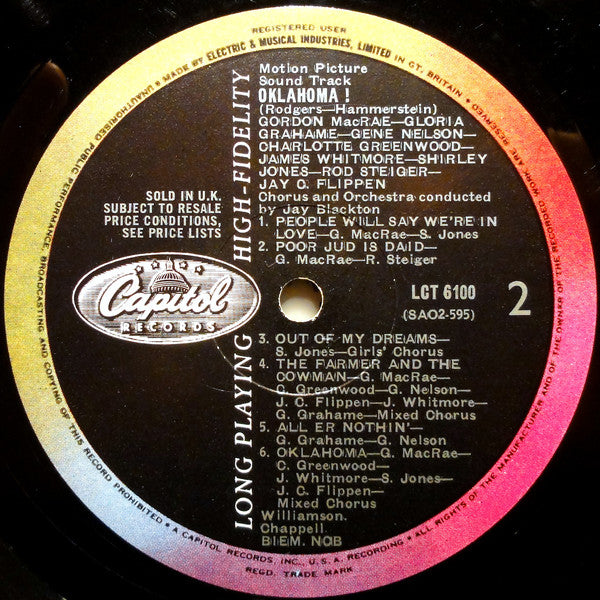 REGISTERED USER
UNAUTHORISED PUBLIC PERFORMANCE, BROADCASTING AND COPYING OF THIS RECORD PROHIBITED • A CAPITOL RECORDS, INC., U.S.A. RECORDING • ALL RIGHTS OF THE MANUFACTURER AND OF THE OWNER OF THE RECORDED WORK ARE RESERVED
• MADE BY ELECTRIC & MUSICAL INDUSTRIES, LIMITED IN GT. BRITAIN •
REGD. TRADE MARK
LONG PLAYING HIGH-FIDELITY
Motion Picture
Sound Track
OKLAHOMA !
(Rodgers—Hammerstein)
GORDON MacRAE—GLORIA
GRAHAME—GENE NELSON—
CHARLOTTE GREENWOOD—
JAMES WHITMORE—SHIRLEY
JONES—ROD STEIGER—
JAY C. FLIPPEN
Chorus and Orchestra conducted
by Jay Blackton
SOLD IN U.K.
SUBJECT TO RESALE
PRICE CONDITIONS,
SEE PRICE LISTS
1. PEOPLE WILL SAY WE'RE IN
LOVE—G. MacRAE—S. Jones
2. POOR JUD IS DAID—
G. MacRAE—R. Steiger
Capitol
RECORDS
LCT 6100
(SAO2-595)
2
3. OUT OF MY DREAMS—
S. Jones—Girls' Chorus
4. THE FARMER AND THE
COWMAN—G. MacRAE—
C. Greenwood—G. Nelson—
J. C. Flippen—J. Whitmore—
G. Grahame—Mixed Chorus
5. ALL ER NOTHIN'—
G. Grahame—G. Nelson
6. OKLAHOMA—G. MacRAE—
C. Greenwood—
J. Whitmore—S. Jones—
J. C. Flippen—
Mixed Chorus
Williamson.
Chappell.
BIEM. NCB